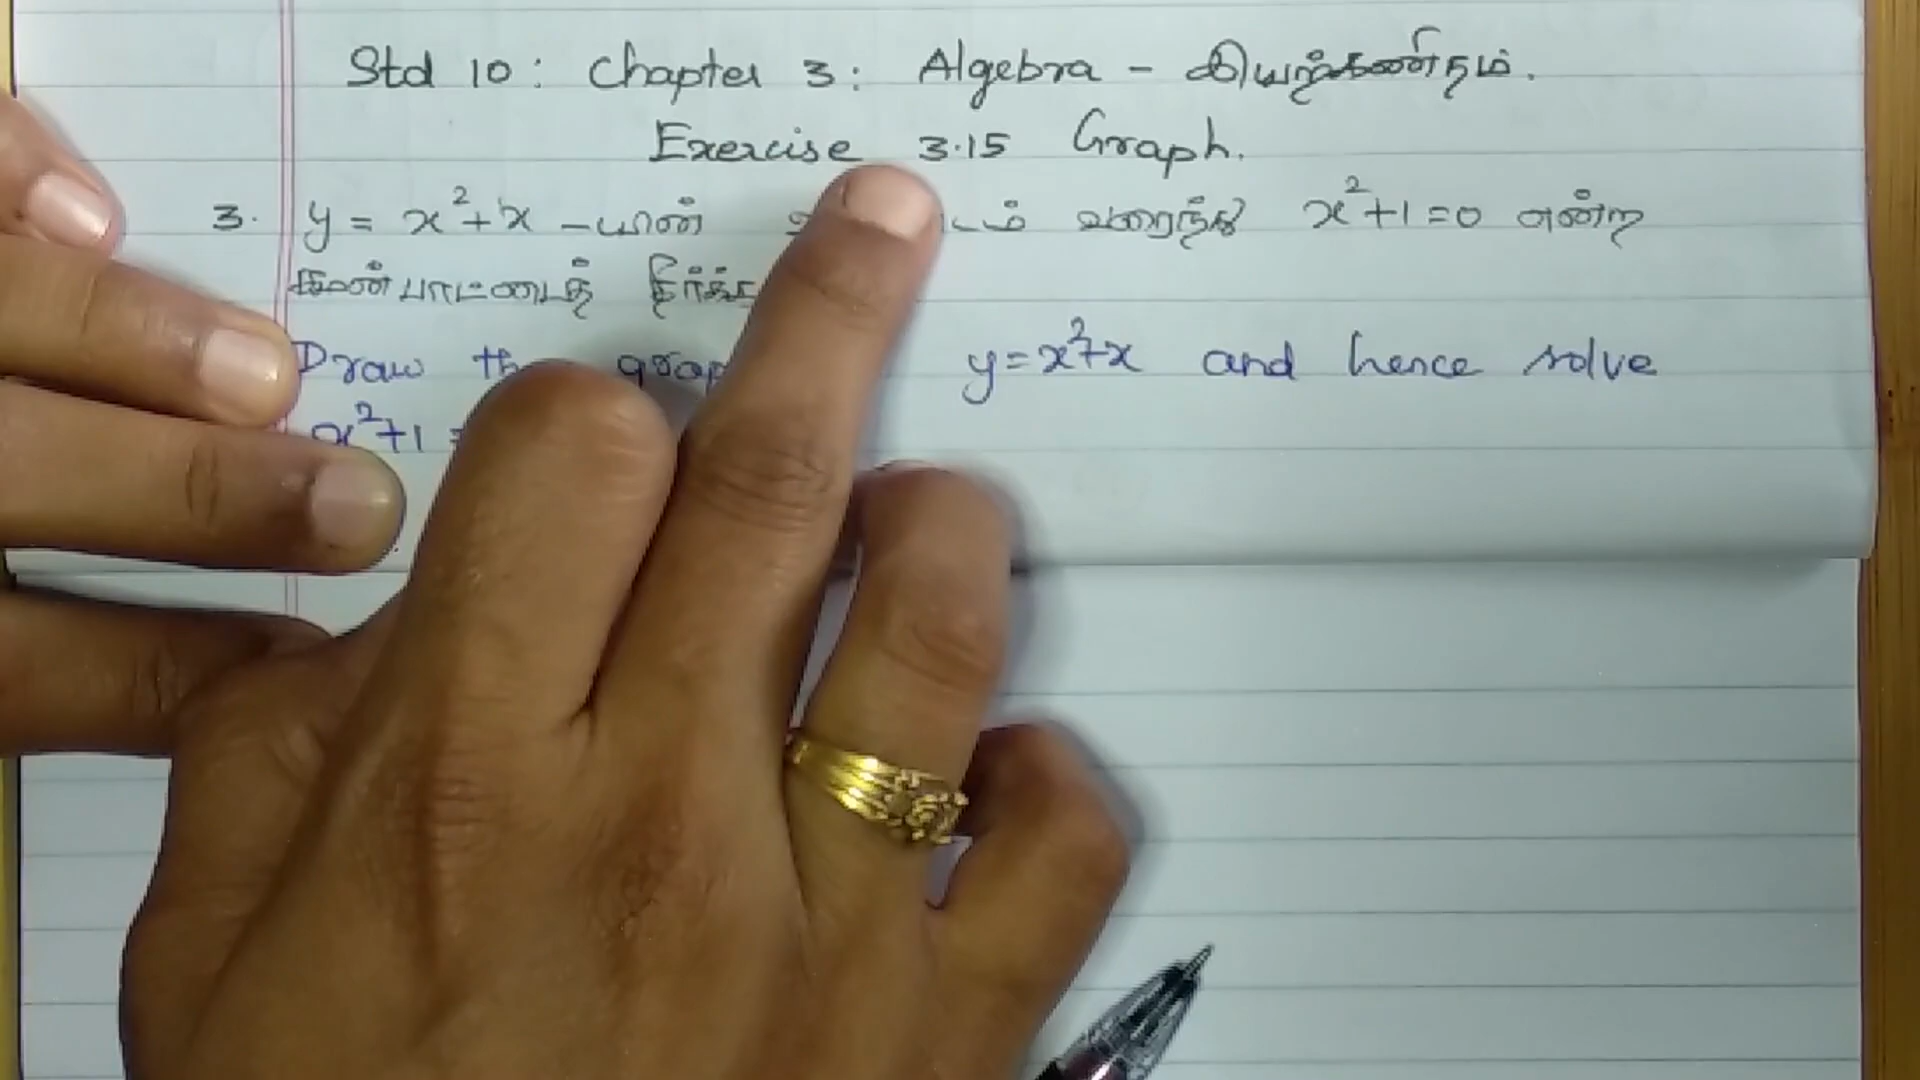 Std 10 : Chapter 3 : Algebra - இயற்கணிதம்.
Exercise 3.15 Graph.
3. y = x²+x -யின் வரைந்து x²+1=0 என்ற
சமன்பாட்டைத்
Draw y=x²+x and hence solve
x²+1